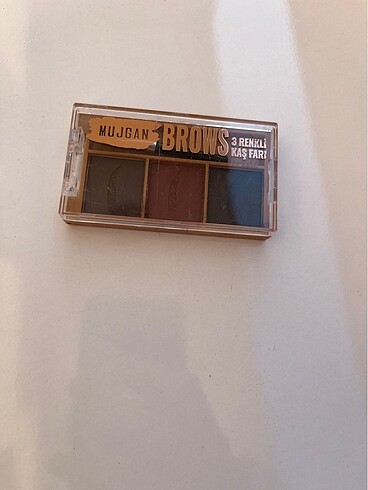 MUJGAN BROWS
3 RENKLİ
KAŞ FARI